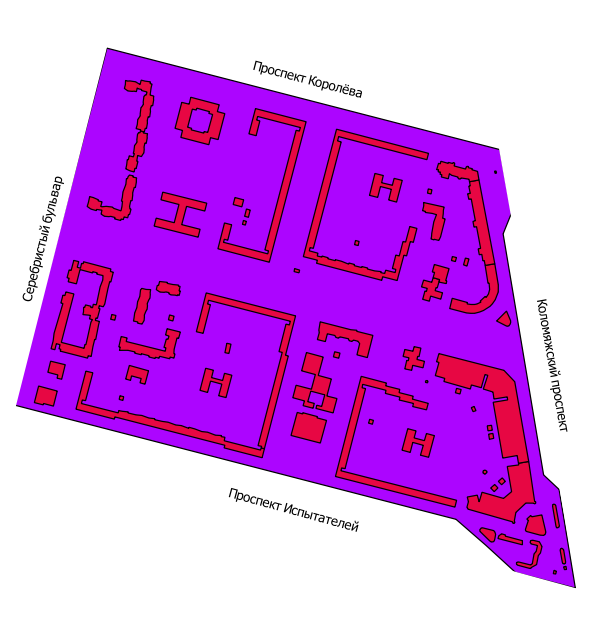 Проспект Королёва
Серебристый бульвар
Коломяжский проспект
Проспект Испытателей